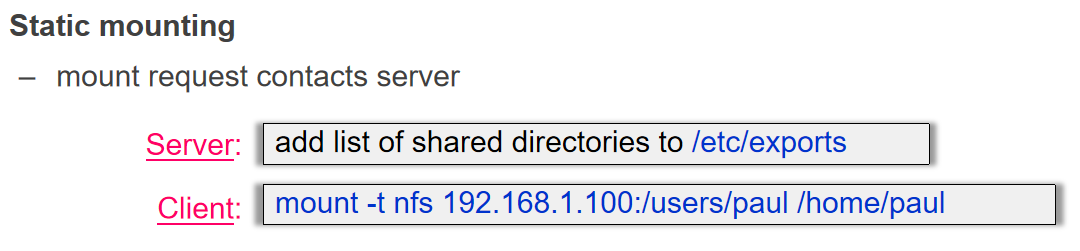 Static mounting
– mount request contacts server
Server: add list of shared directories to /etc/exports
Client: mount -t nfs 192.168.1.100:/users/paul /home/paul